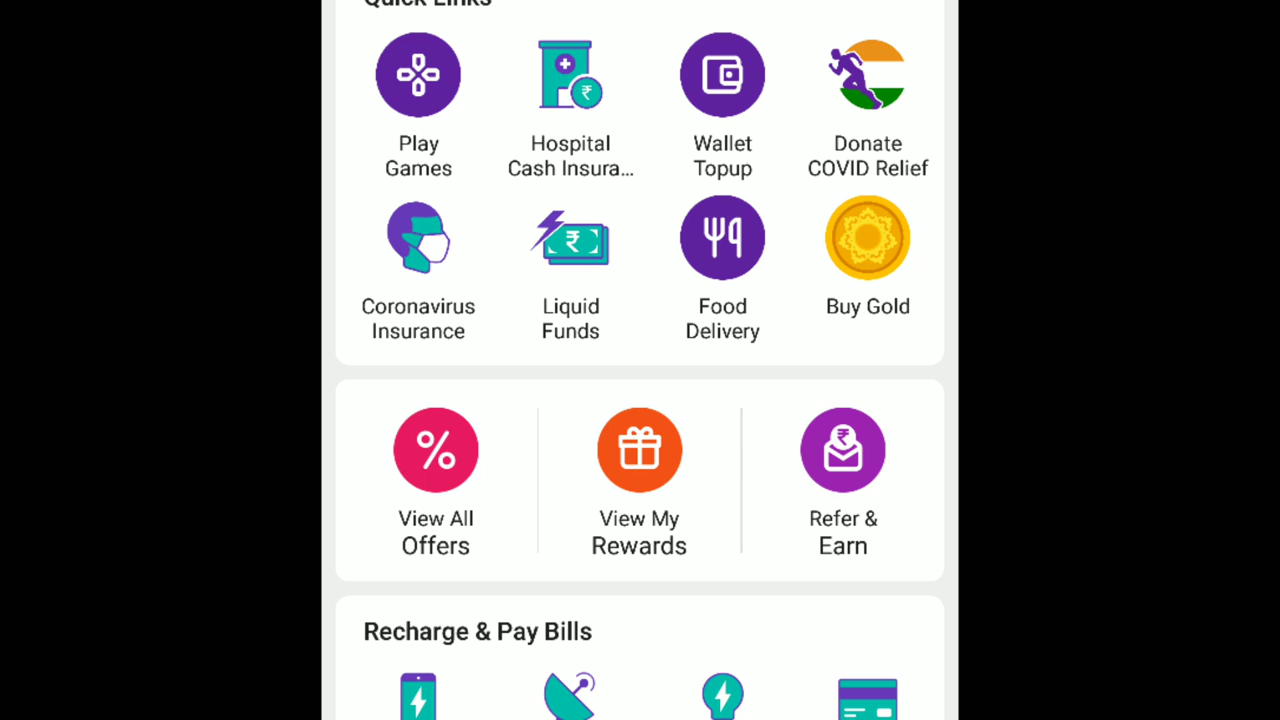 Quick Links
Play
Games
Hospital
Cash Insura...
Wallet
Topup
Donate
COVID Relief
Coronavirus
Insurance
Liquid
Funds
Food
Delivery
Buy Gold
View All
Offers
View My
Rewards
Refer &
Earn
Recharge & Pay Bills